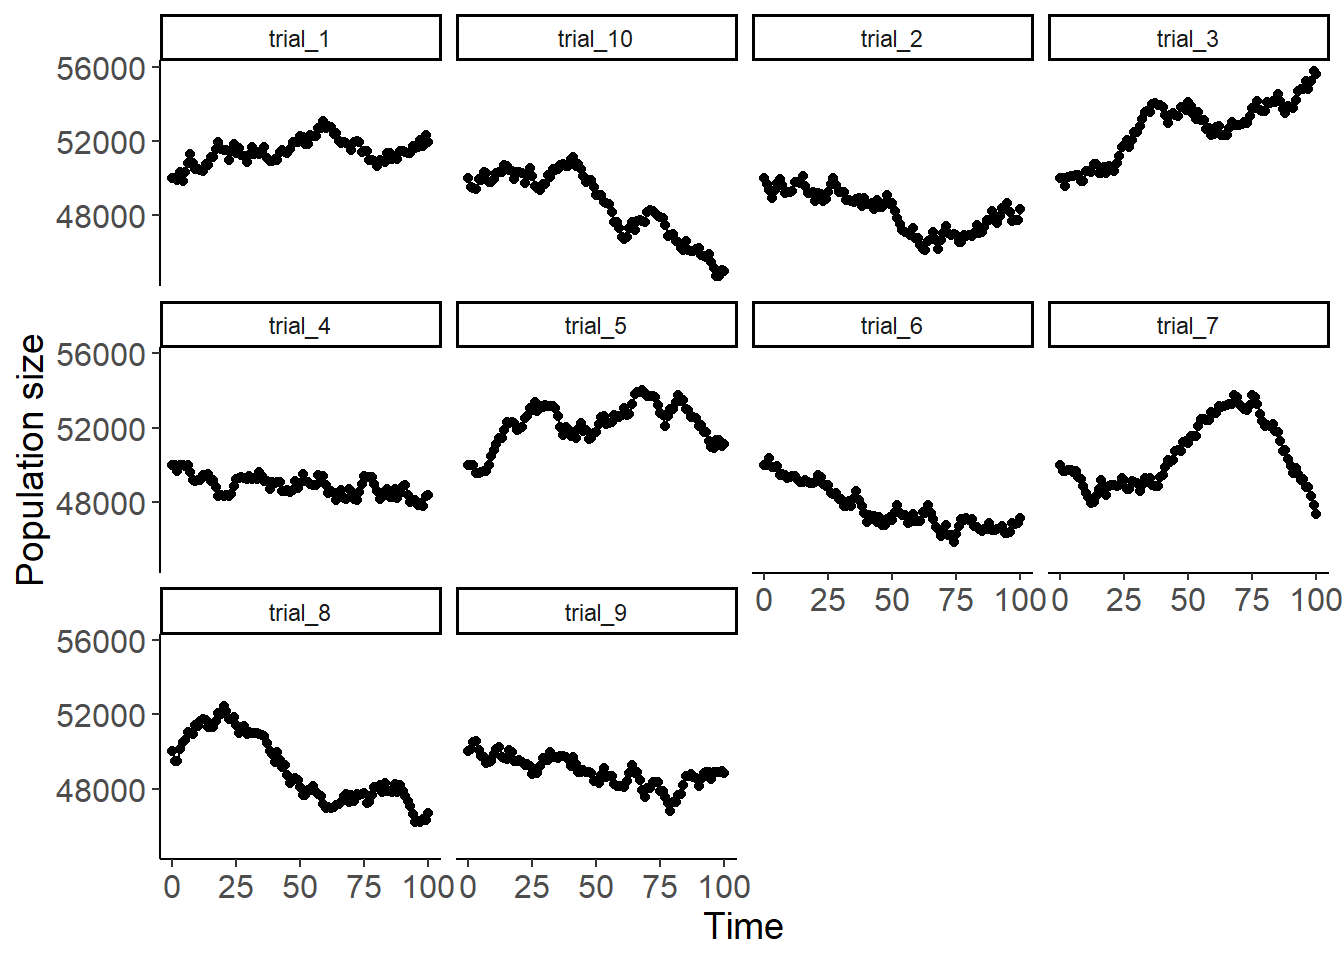 trial_1 trial_10 trial_2 trial_3
56000
52000
48000
trial_4 trial_5 trial_6 trial_7
56000
52000
48000
0 25 50 75 100 0 25 50 75 100
trial_8 trial_9
56000
52000
48000
0 25 50 75 100 0 25 50 75 100
Time
Population size